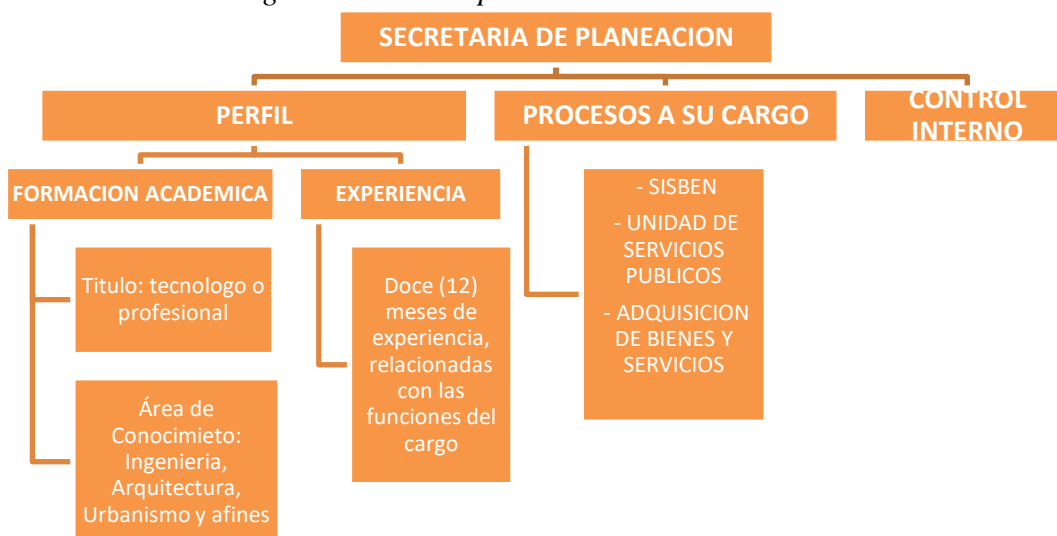 SECRETARIA DE PLANEACION
PERFIL
PROCESOS A SU CARGO
CONTROL
INTERNO
FORMACION ACADEMICA
EXPERIENCIA
- SISBEN
- UNIDAD DE
SERVICIOS
PUBLICOS
- ADQUISICION
DE BIENES Y
SERVICIOS
Titulo: tecnologo o
profesional
Doce (12)
meses de
experiencia,
relacionadas
con las
funciones del
cargo
Área de
Conocimieto:
Ingenieria,
Arquitectura,
Urbanismo y afines